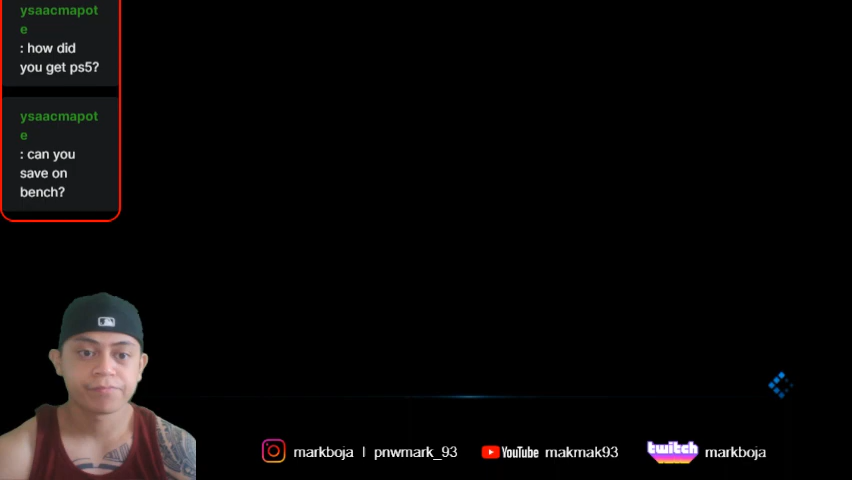 ysaacmapot
e
: how did
you get ps5?
ysaacmapot
e
: can you
save on
bench?
markboja | pnwmark_93 YouTube makmak93 twitch markboja